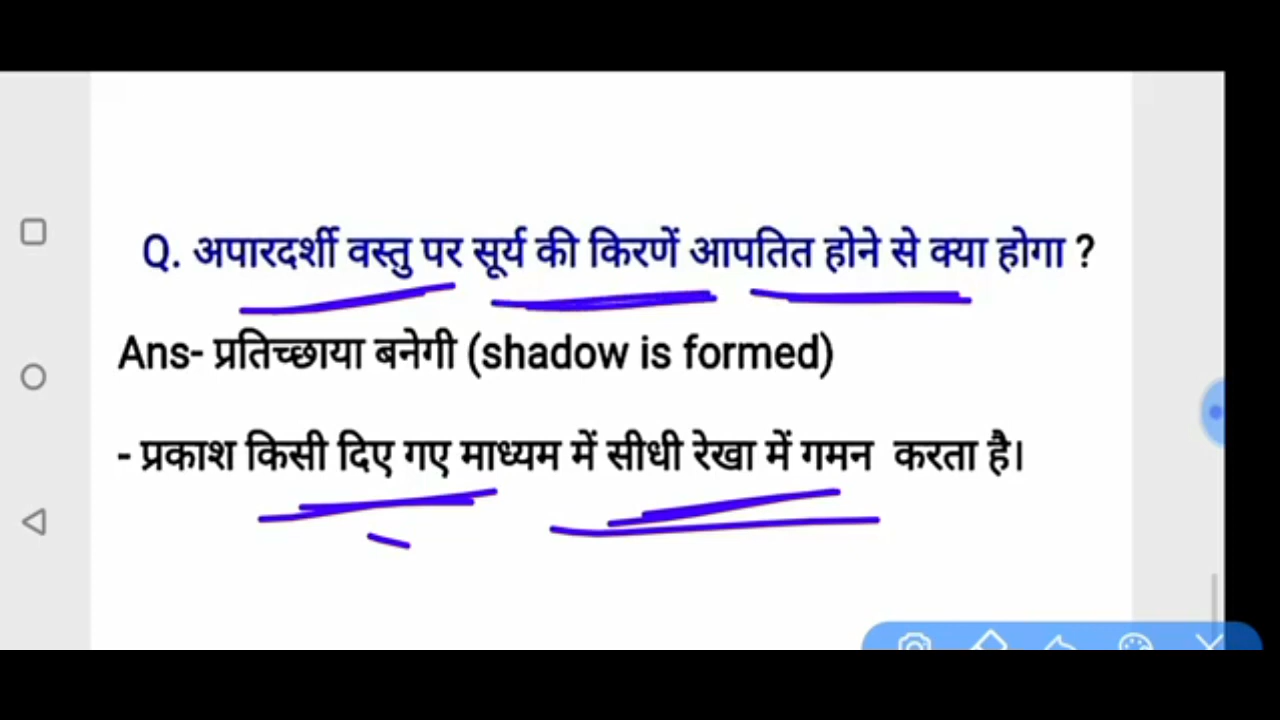 Q. अपारदर्शी वस्तु पर सूर्य की किरणें आपतित होने से क्या होगा ?
Ans- प्रतिच्छाया बनेगी (shadow is formed)
- प्रकाश किसी दिए गए माध्यम में सीधी रेखा में गमन करता है।